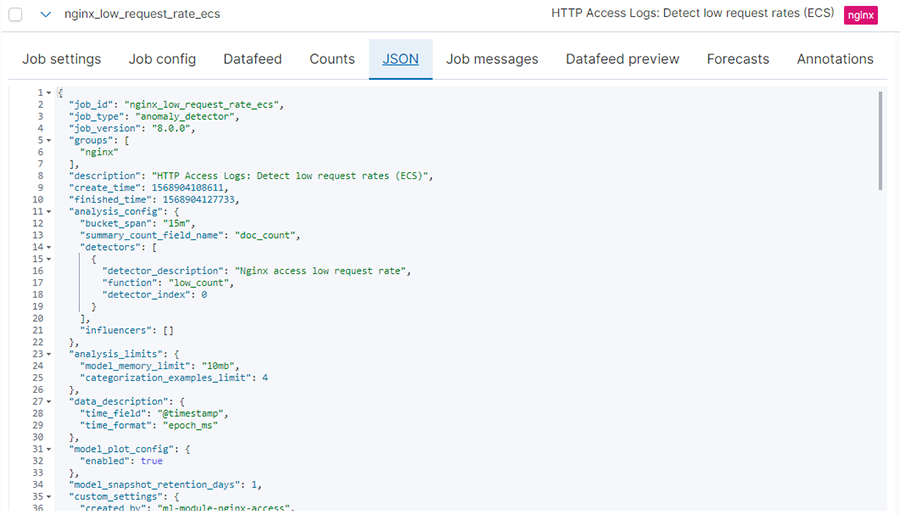 nginx_low_request_rate_ecs HTTP Access Logs: Detect low request rates (ECS) nginx
Job settings Job config Datafeed Counts JSON Job messages Datafeed preview Forecasts Annotations
1 {
2 "job_id": "nginx_low_request_rate_ecs",
3 "job_type": "anomaly_detector",
4 "job_version": "8.0.0",
5 "groups": [
6 "nginx"
7 ],
8 "description": "HTTP Access Logs: Detect low request rates (ECS)",
9 "create_time": 1568904108611,
10 "finished_time": 1568904127733,
11 "analysis_config": {
12 "bucket_span": "15m",
13 "summary_count_field_name": "doc_count",
14 "detectors": [
15 {
16 "detector_description": "Nginx access low request rate",
17 "function": "low_count",
18 "detector_index": 0
19 }
20 ],
21 "influencers": []
22 },
23 "analysis_limits": {
24 "model_memory_limit": "10mb",
25 "categorization_examples_limit": 4
26 },
27 "data_description": {
28 "time_field": "@timestamp",
29 "time_format": "epoch_ms"
30 },
31 "model_plot_config": {
32 "enabled": true
33 },
34 "model_snapshot_retention_days": 1,
35 "custom_settings": {
36 "created_by": "ml-module-nginx-access",